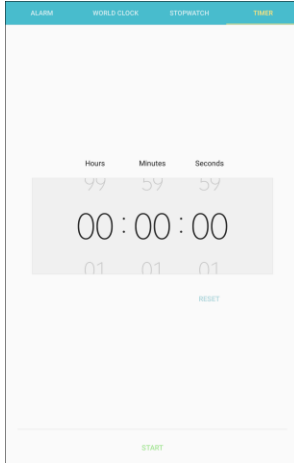 ALARM WORLD CLOCK STOPWATCH TIMER
Hours Minutes Seconds
99 59 59
00 : 00 : 00
01 01 01
RESET
START